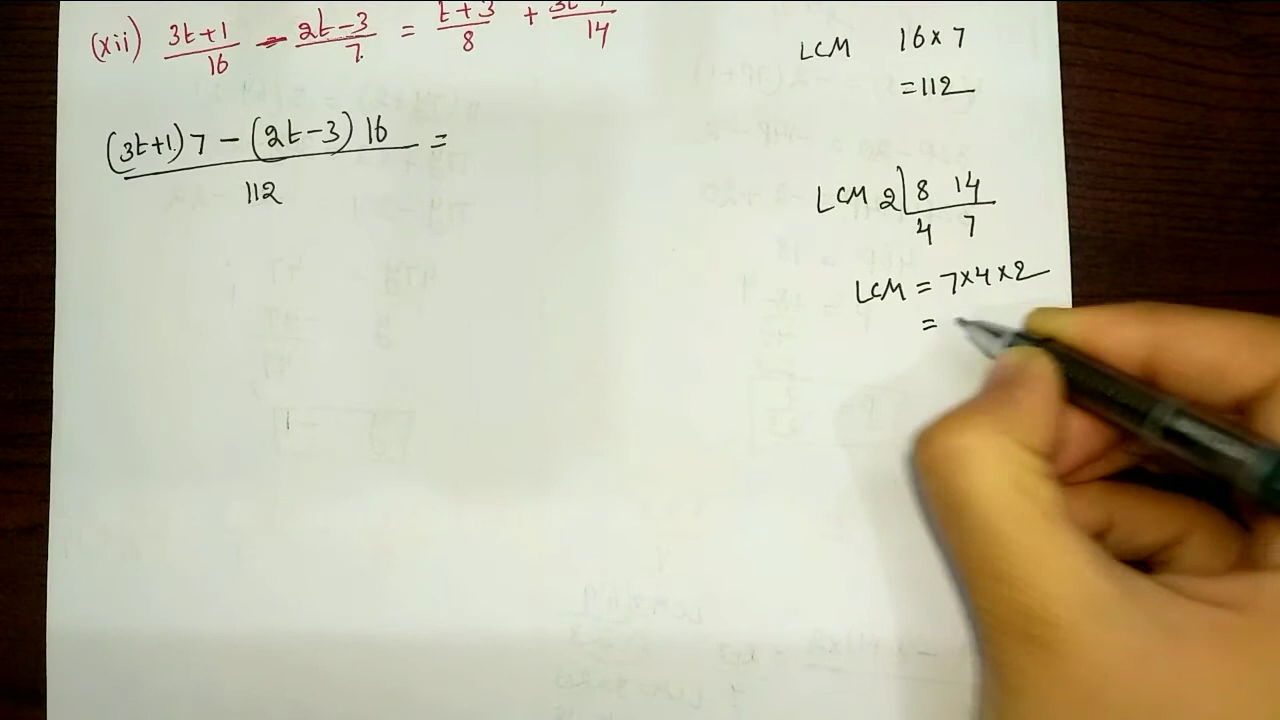 (xii) 3t+1/16 - 2t-3/7 = t+3/8 + /14
(3t+1)7 - (2t-3)16/112 =
LCM 16×7
=112
LCM 2 8 14
4 7
LCM = 7×4×2
=